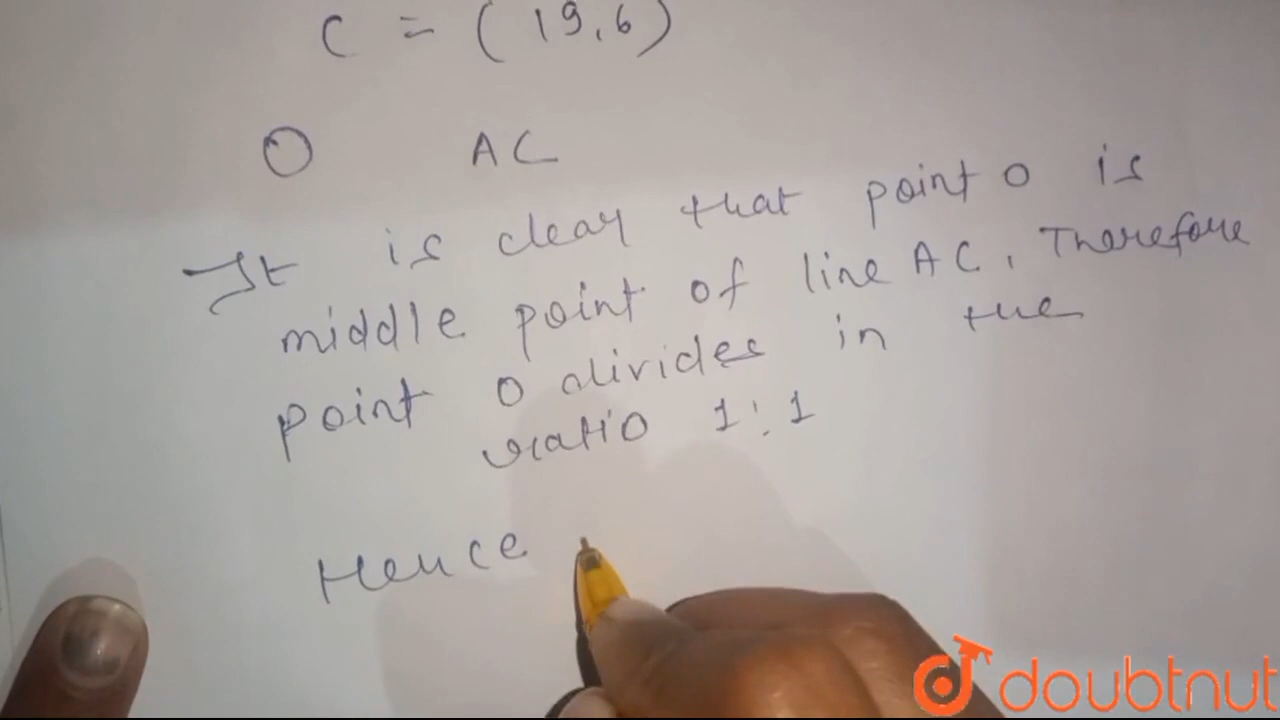 C = (19,6)
O AC
It is clear that point O is
middle point of line AC. Therefore
point O divides in the
ratio 1:1
Hence
doubtnut